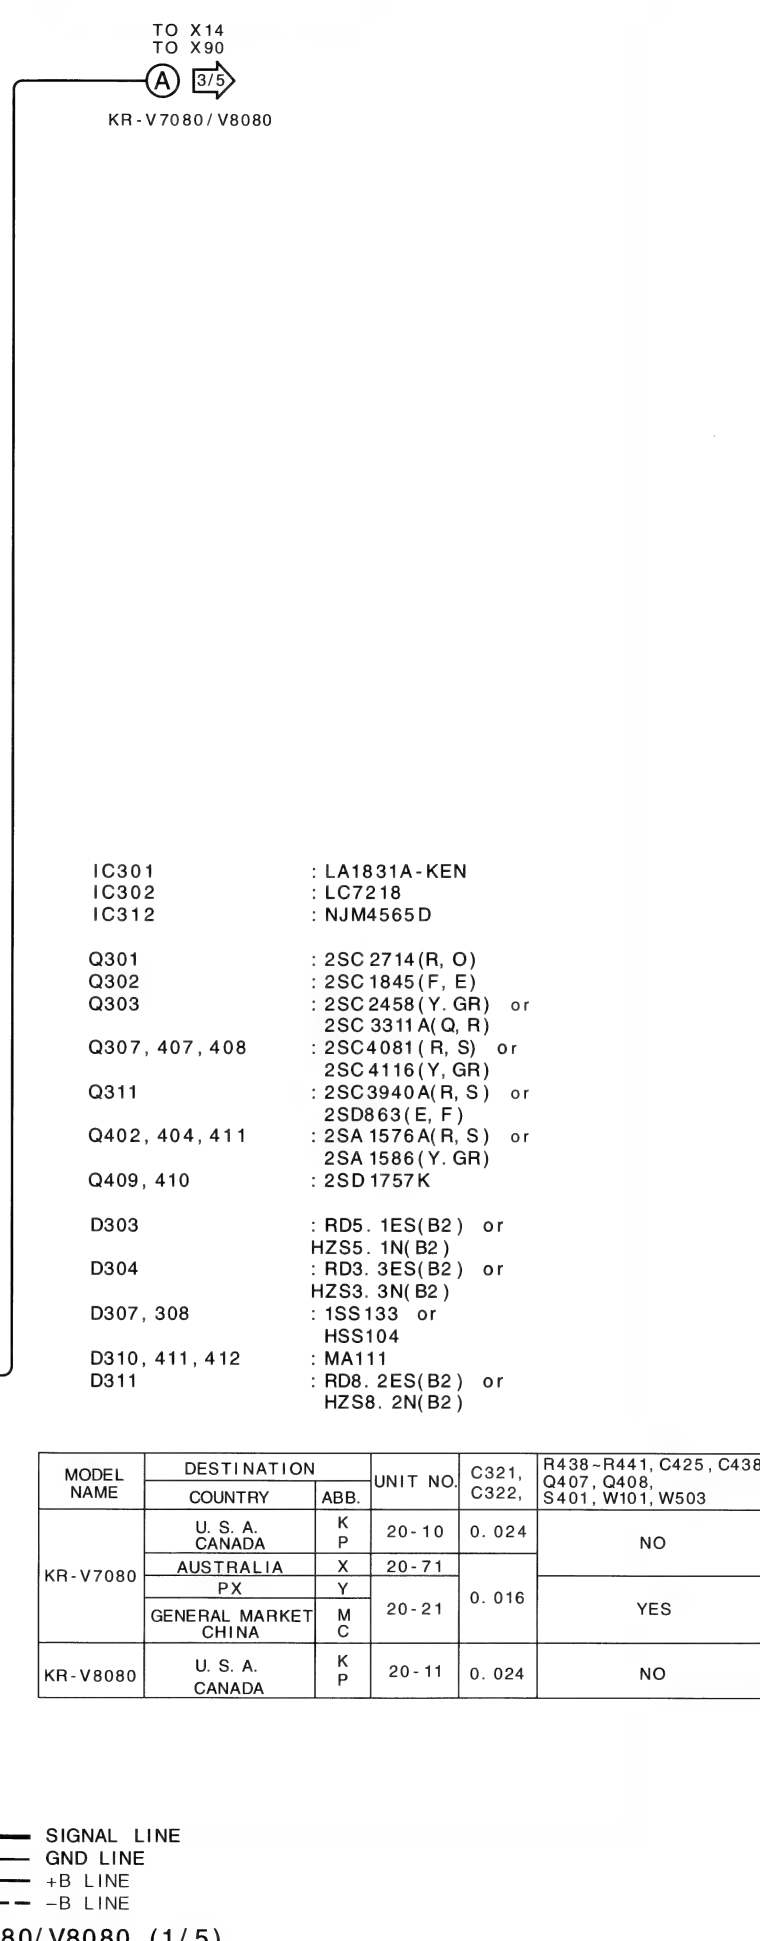 TO X14
TO X90
A 3/5
KR-V7080/V8080
IC301 : LA1831A-KEN
IC302 : LC7218
IC312 : NJM4565D
Q301 : 2SC2714(R, O)
Q302 : 2SC1845(F, E)
Q303 : 2SC2458(Y. GR) or
2SC3311A(Q, R)
Q307, 407, 408 : 2SC4081(R, S) or
2SC4116(Y, GR)
Q311 : 2SC3940A(R, S) or
2SD863(E, F)
Q402, 404, 411 : 2SA1576A(R, S) or
2SA1586(Y. GR)
Q409, 410 : 2SD1757K
D303 : RD5. 1ES(B2) or
HZS5. 1N(B2)
D304 : RD3. 3ES(B2) or
HZS3. 3N(B2)
D307, 308 : 1SS133 or
HSS104
D310, 411, 412 : MA111
D311 : RD8. 2ES(B2) or
HZS8. 2N(B2)
MODEL NAME DESTINATION UNIT NO. C321, C322, R438~R441, C425, C438
Q407, Q408,
S401, W101, W503
COUNTRY ABB.
KR-V7080 U. S. A. K 20-10 0. 024 NO
CANADA P
AUSTRALIA X 20-71 0. 016
PX Y 20-21 YES
GENERAL MARKET M
CHINA C
KR-V8080 U. S. A. K 20-11 0. 024 NO
CANADA P
SIGNAL LINE
GND LINE
+B LINE
-B LINE
80/V8080 (1/5)